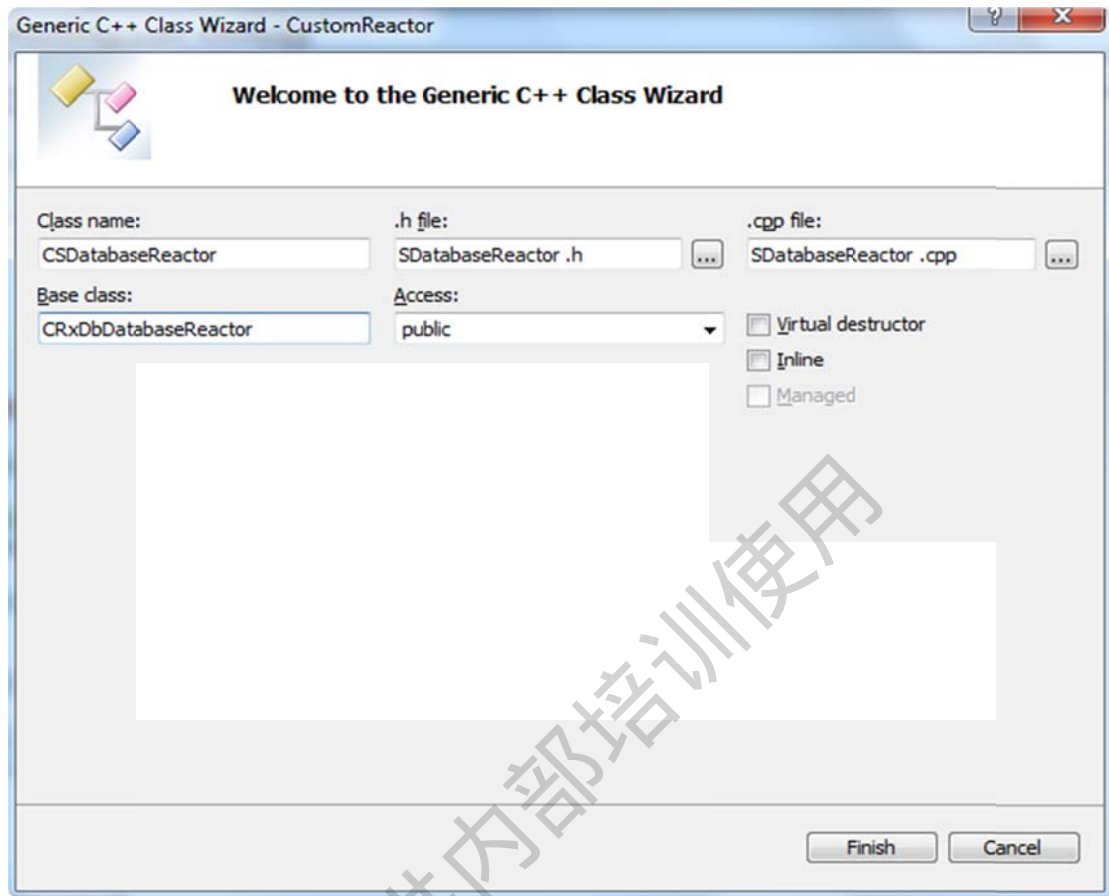 Generic C++ Class Wizard - CustomReactor
Welcome to the Generic C++ Class Wizard
Class name:
.h file:
.cpp file:
CSDatabaseReactor
SDatabaseReactor .h
...
SDatabaseReactor .cpp
...
Base class:
Access:
CRxDbDatabaseReactor
public
Virtual destructor
Inline
Managed
内部培训使用
Finish
Cancel